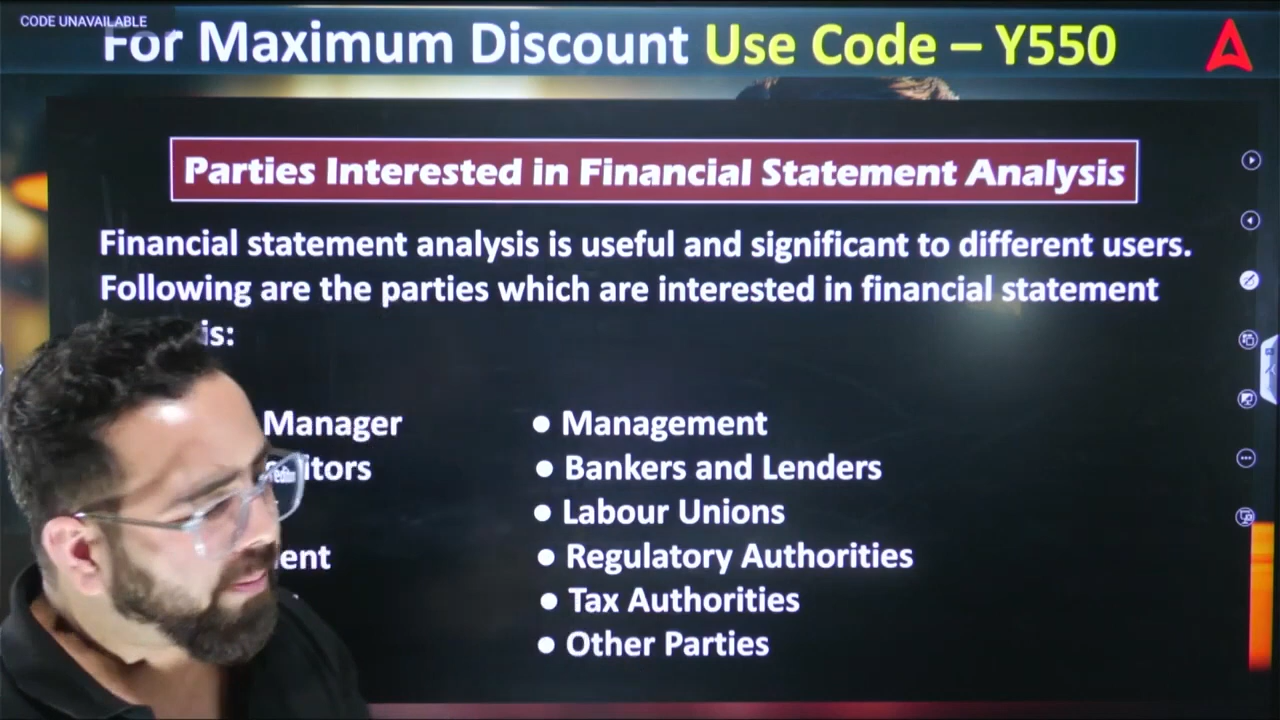 CODE UNAVAILABLE
For Maximum Discount Use Code – Y550
Parties Interested in Financial Statement Analysis
Financial statement analysis is useful and significant to different users.
Following are the parties which are interested in financial statement
is:
Manager
● Management
itors
● Bankers and Lenders
● Labour Unions
ent
● Regulatory Authorities
● Tax Authorities
● Other Parties